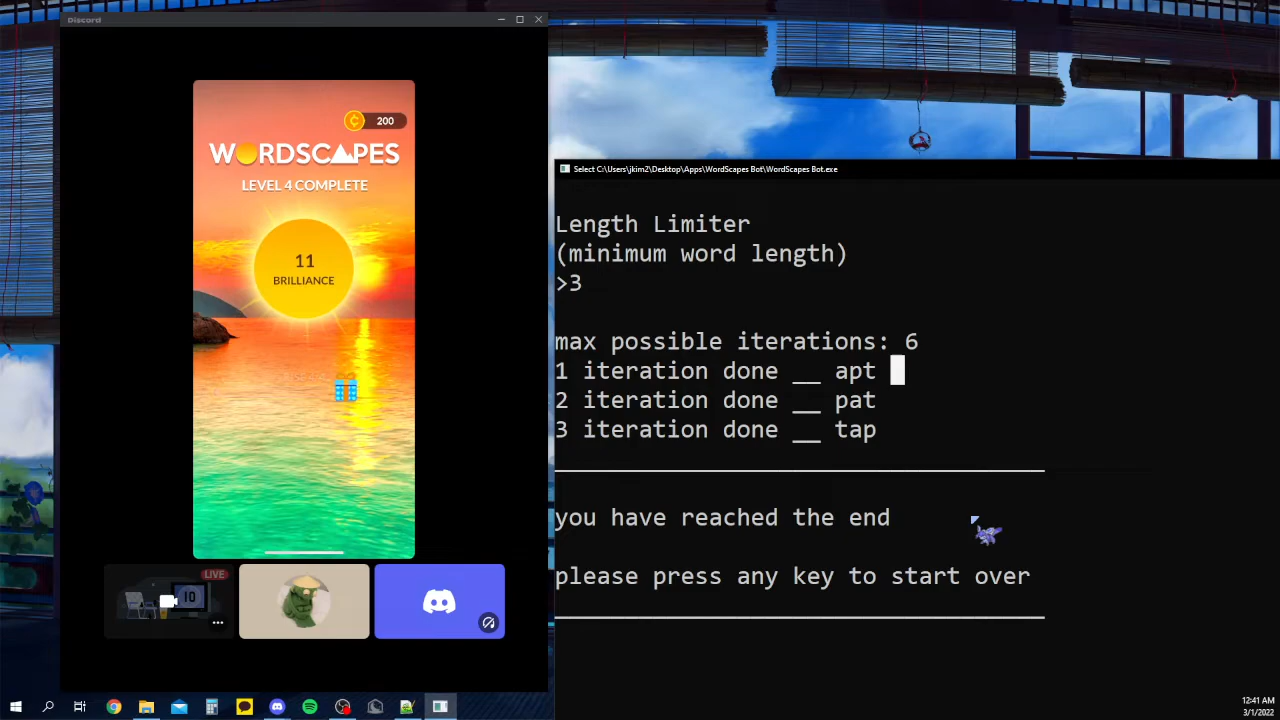 Discord
200
WORDSCAPES
LEVEL 4 COMPLETE
11
BRILLIANCE
LIVE
10
Select C:\Users\jkim2\Desktop\Apps\WordScapes Bot\WordScapes Bot.exe
Length Limiter
(minimum word length)
>3
max possible iterations: 6
1 iteration done __ apt
2 iteration done __ pat
3 iteration done __ tap
you have reached the end
please press any key to start over
12:41 AM
3/1/2022